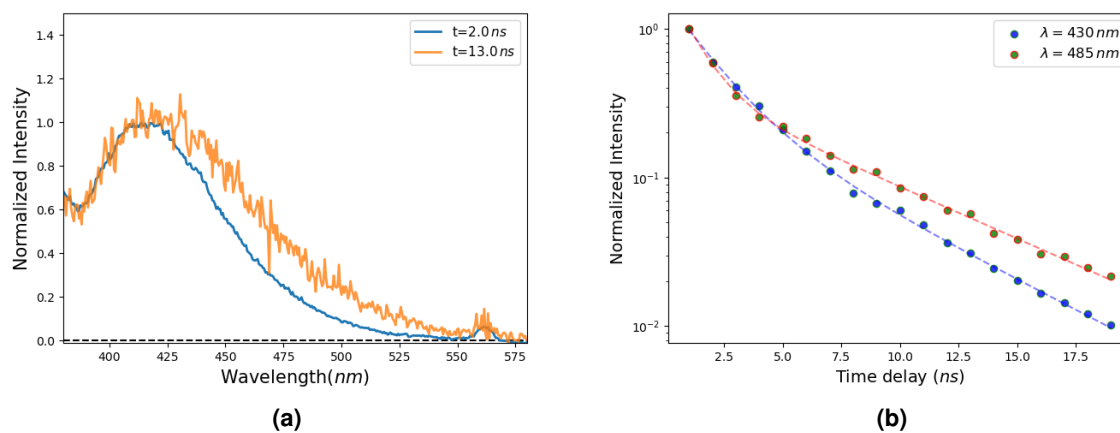 1.4
1.2
1.0
0.8
0.6
0.4
0.2
0.0
Normalized Intensity
t=2.0 ns
t=13.0 ns
400 425 450 475 500 525 550 575
Wavelength(nm)
(a)
10⁰
10⁻¹
10⁻²
Normalized Intensity
λ = 430 nm
λ = 485 nm
2.5 5.0 7.5 10.0 12.5 15.0 17.5
Time delay (ns)
(b)